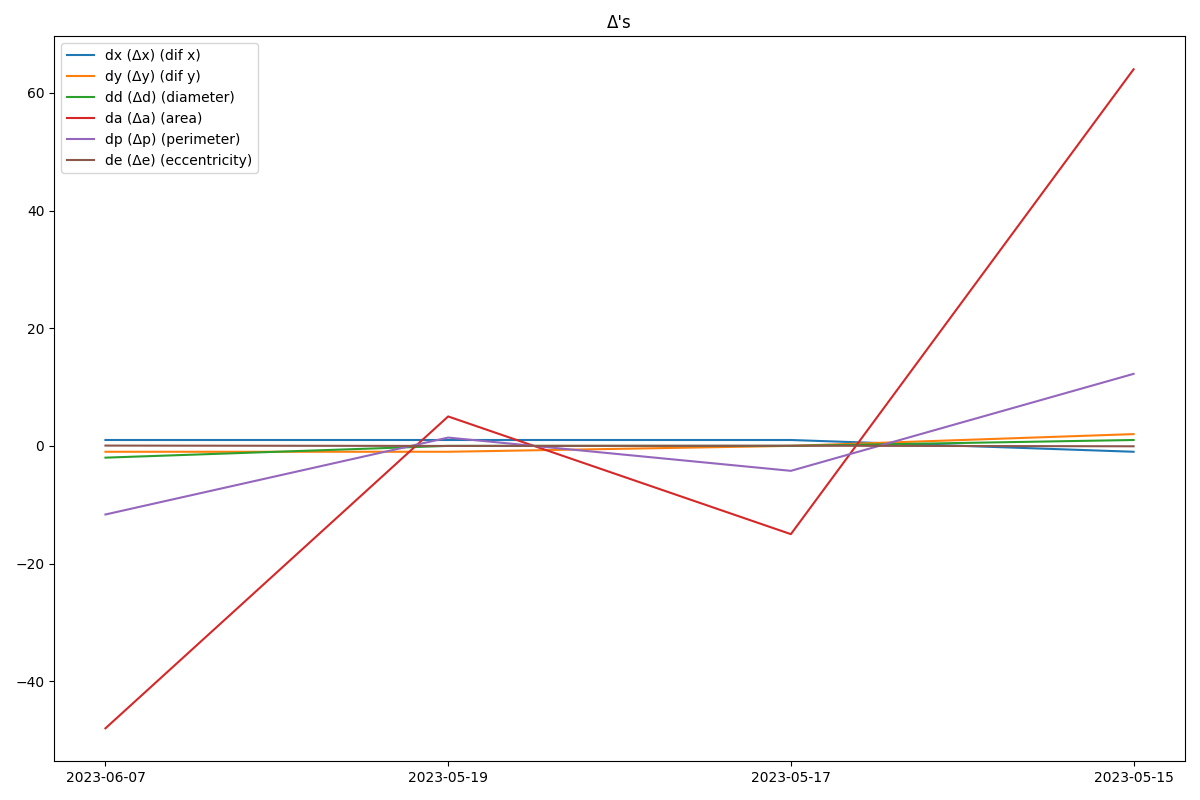 Δ's
dx (Δx) (dif x)
dy (Δy) (dif y)
dd (Δd) (diameter)
da (Δa) (area)
dp (Δp) (perimeter)
de (Δe) (eccentricity)
60
40
20
0
−20
−40
2023-06-07 2023-05-19 2023-05-17 2023-05-15